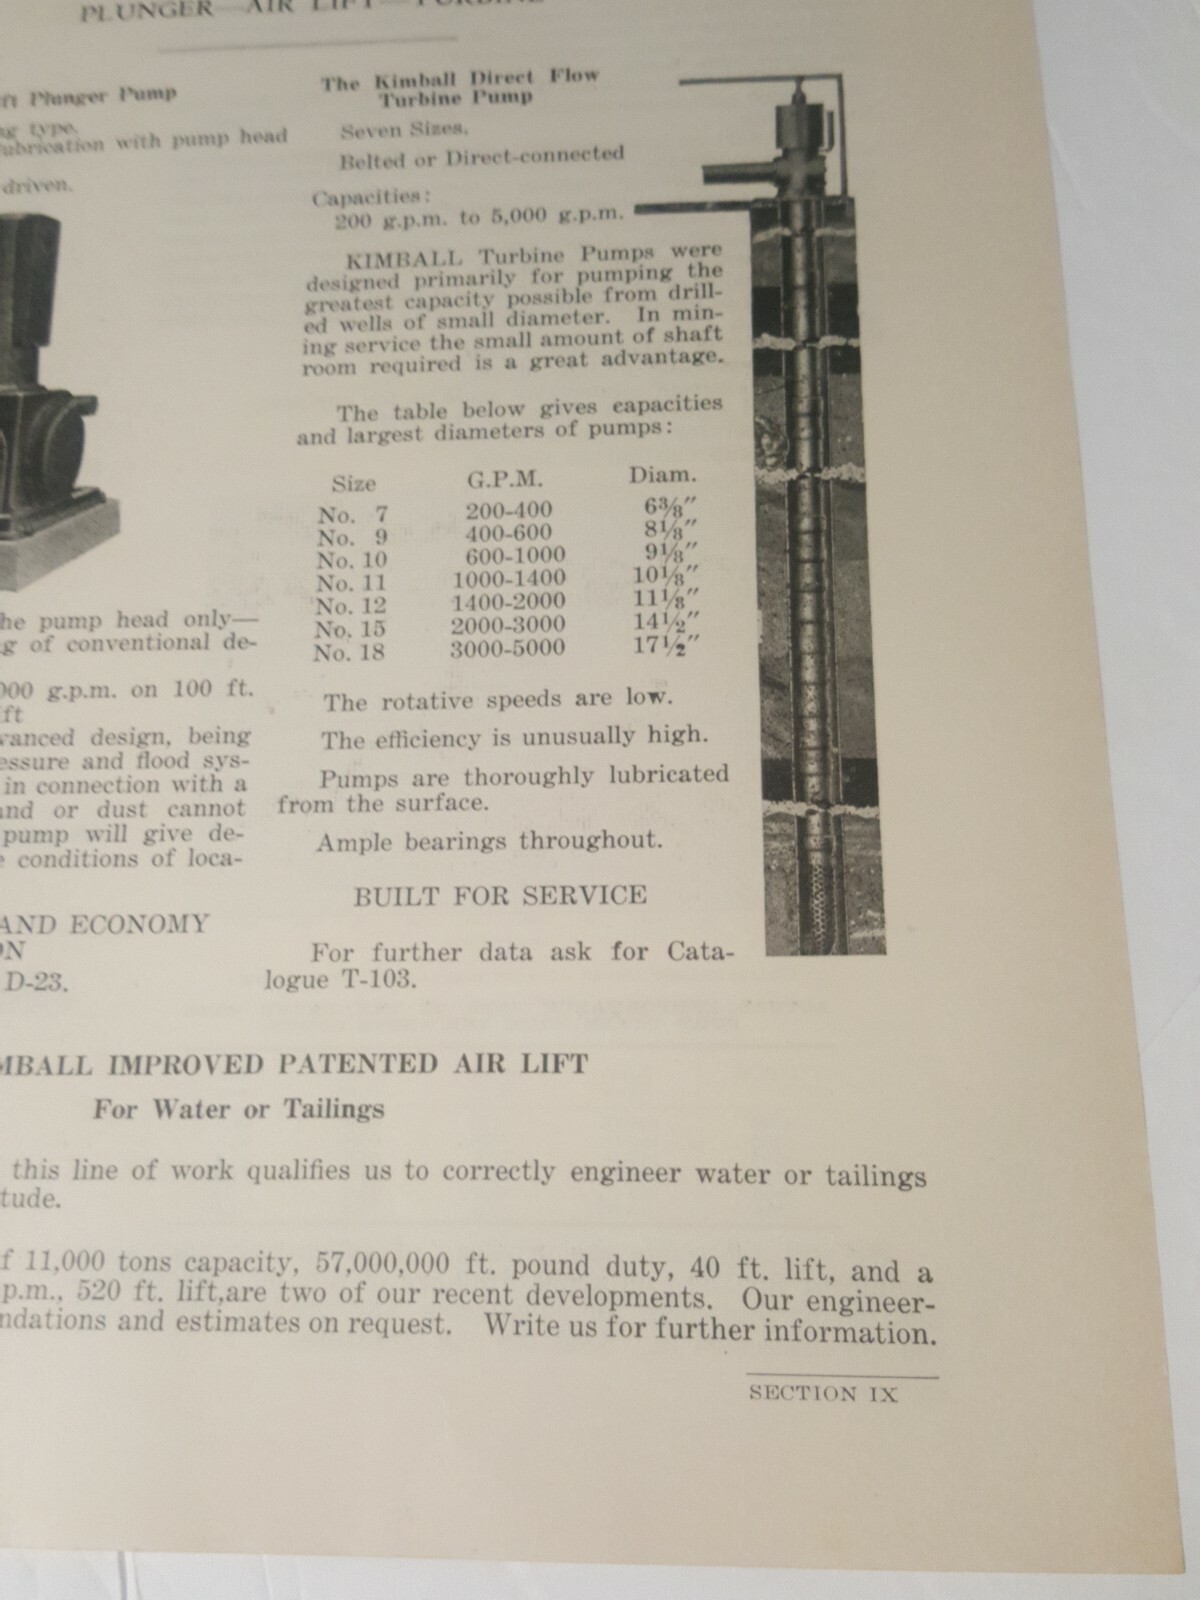 PLUNGER—AIR LIFT—TURBINE
ft Plunger Pump
ng type.
lubrication with pump head
driven.
he pump head only—
g of conventional de-
000 g.p.m. on 100 ft.
ft
vanced design, being
essure and flood sys-
in connection with a
and or dust cannot
pump will give de-
e conditions of loca-
AND ECONOMY
ON
D-23.
The Kimball Direct Flow
Turbine Pump
Seven Sizes.
Belted or Direct-connected
Capacities:
200 g.p.m. to 5,000 g.p.m.
KIMBALL Turbine Pumps were
designed primarily for pumping the
greatest capacity possible from drill-
ed wells of small diameter. In min-
ing service the small amount of shaft
room required is a great advantage.
The table below gives capacities
and largest diameters of pumps:
Size G.P.M. Diam.
No. 7 200-400 6⅜"
No. 9 400-600 8⅛"
No. 10 600-1000 9⅛"
No. 11 1000-1400 10⅛"
No. 12 1400-2000 11⅛"
No. 15 2000-3000 14½"
No. 18 3000-5000 17½"
The rotative speeds are low.
The efficiency is unusually high.
Pumps are thoroughly lubricated
from the surface.
Ample bearings throughout.
BUILT FOR SERVICE
For further data ask for Cata-
logue T-103.
MBALL IMPROVED PATENTED AIR LIFT
For Water or Tailings
this line of work qualifies us to correctly engineer water or tailings
tude.
f 11,000 tons capacity, 57,000,000 ft. pound duty, 40 ft. lift, and a
p.m., 520 ft. lift,are two of our recent developments. Our engineer-
ndations and estimates on request. Write us for further information.
SECTION IX